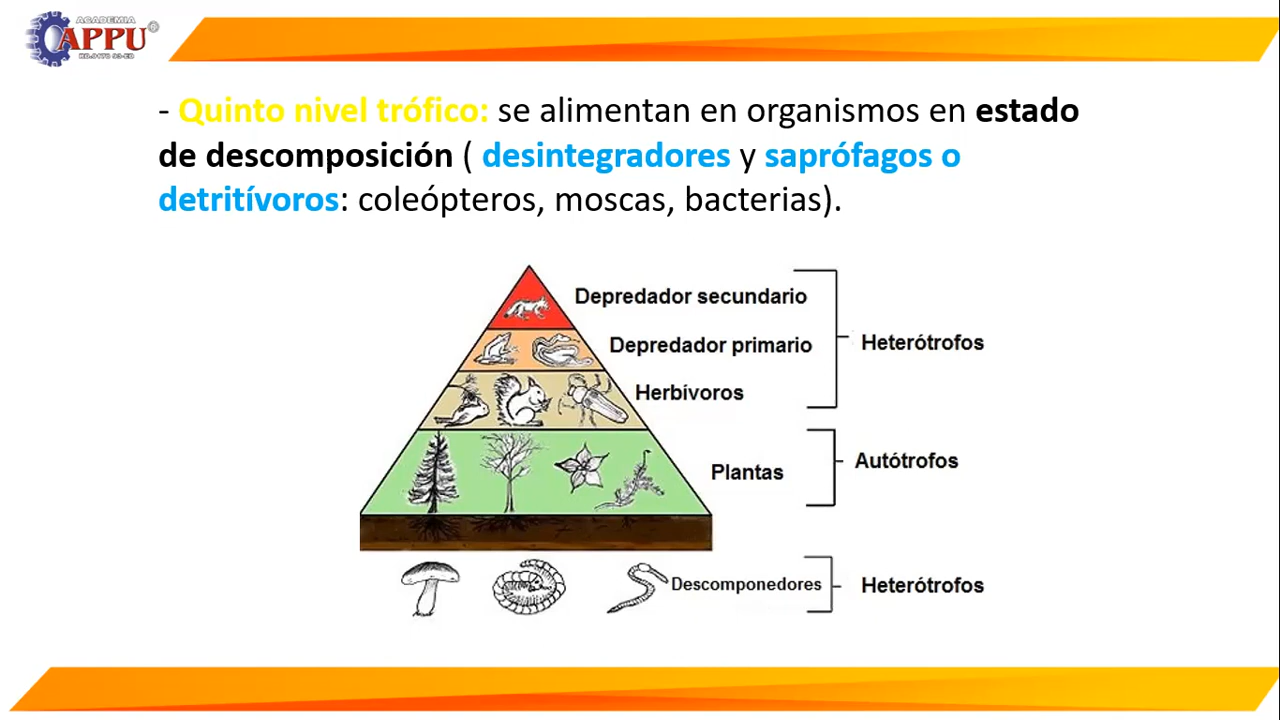 ACADEMIA
APPU®
- Quinto nivel trófico: se alimentan en organismos en estado
de descomposición ( desintegradores y saprófagos o
detritívoros: coleópteros, moscas, bacterias).
Depredador secundario
Depredador primario
Heterótrofos
Herbívoros
Plantas
Autótrofos
Descomponedores
Heterótrofos